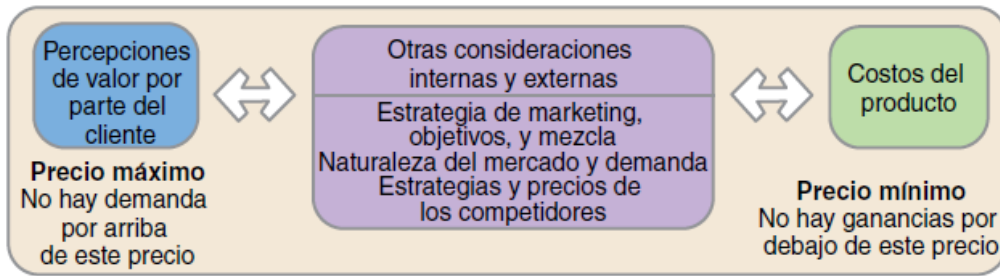 Percepciones
de valor por
parte del
cliente
Precio máximo
No hay demanda
por arriba
de este precio
Otras consideraciones
internas y externas
Estrategia de marketing,
objetivos, y mezcla
Naturaleza del mercado y demanda
Estrategias y precios de
los competidores
Costos del
producto
Precio mínimo
No hay ganancias por
debajo de este precio